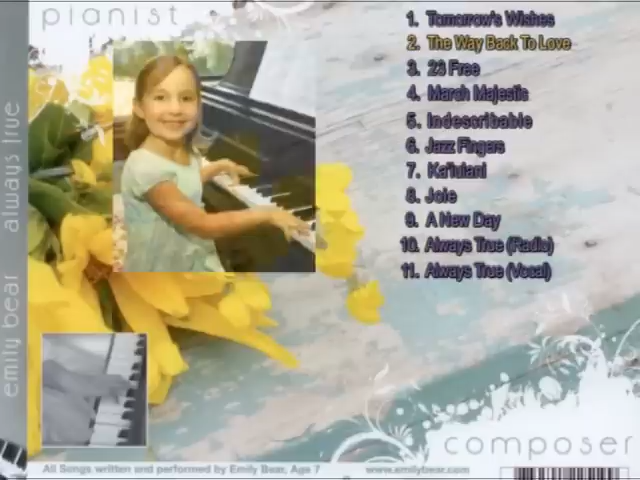 pianist
1. Tomorrow's Wishes
2. The Way Back To Love
3. 23 Free
4. March Majestic
5. Indescribable
6. Jazz Fingers
7. Ka'iulani
8. Joie
9. A New Day
10. Always True (Radio)
11. Always True (Vocal)
emily bear always true
composer
All Songs written and performed by Emily Bear, Age 7 www.emilybear.com